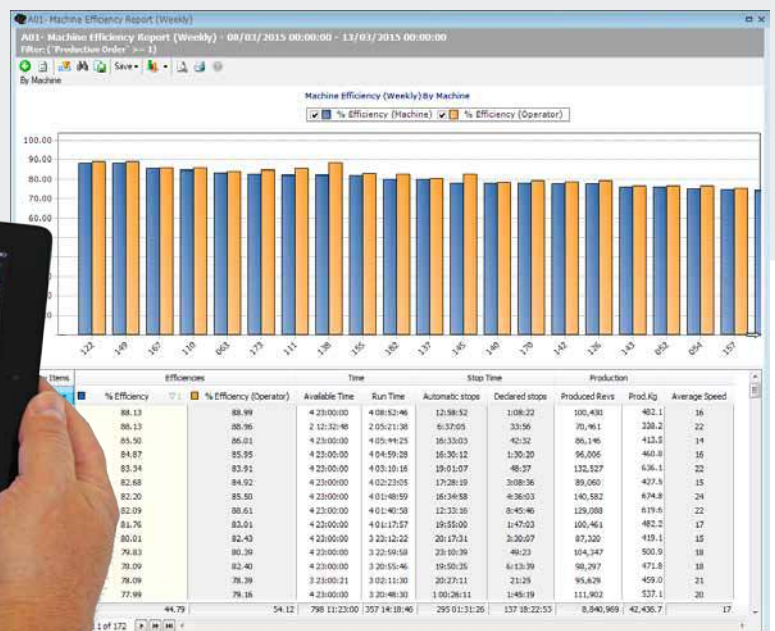 A01- Machine Efficiency Report (Weekly)
A01- Machine Efficiency Report (Weekly) - 08/03/2015 00:00:00 - 13/03/2015 00:00:00
Filter: ("Productive Order" >= 1)
Save
By Machine
Machine Efficiency (Weekly) By Machine
% Efficiency (Machine) % Efficiency (Operator)
100.00
90.00
80.00
70.00
60.00
122 149 167 110 063 173 111 138 155 182 137 145 140 170 142 126 143 052 054 157
Items Efficiencies Time Stop Time Production
% Efficiency % Efficiency (Operator) Available Time Run Time Automatic stops Declared stops Produced Revs Prod.Kg Average Speed
88.13 88.99 4 23:00:00 4 08:52:46 12:58:52 1:08:22 100,430 482.1 16
88.13 88.96 2 12:32:48 2 05:21:38 6:37:05 33:56 70,461 338.2 22
85.50 86.01 4 23:00:00 4 05:44:25 16:33:03 42:32 86,146 413.5 14
84.87 85.95 4 23:00:00 4 04:59:28 16:30:12 1:30:20 96,006 460.8 16
83.34 83.91 4 23:00:00 4 03:10:16 19:01:07 48:37 132,527 636.1 22
82.68 84.92 4 23:00:00 4 02:23:05 17:28:19 3:08:36 89,060 427.5 15
82.20 85.50 4 23:00:00 4 01:48:59 16:34:58 4:36:03 140,582 674.8 24
82.09 88.61 4 23:00:00 4 01:40:58 12:33:16 8:45:46 129,088 619.6 22
81.76 83.01 4 23:00:00 4 01:17:57 19:55:00 1:47:03 100,461 482.2 17
80.01 82.43 4 23:00:00 3 23:12:22 20:17:31 3:30:07 87,320 419.1 15
79.83 80.39 4 23:00:00 3 22:59:58 23:10:39 49:23 104,347 500.9 18
78.09 82.40 4 23:00:00 3 20:55:46 19:50:35 6:13:39 98,297 471.8 18
78.09 78.39 3 23:00:21 3 02:11:30 20:27:11 21:25 95,629 459.0 21
77.99 79.16 4 23:00:00 3 20:48:30 1 00:26:11 1:45:19 111,902 537.1 20
44.79 54.12 798 11:23:00 357 14:18:46 295 01:31:26 137 18:22:53 8,840,969 42,436.7 17
1 of 172